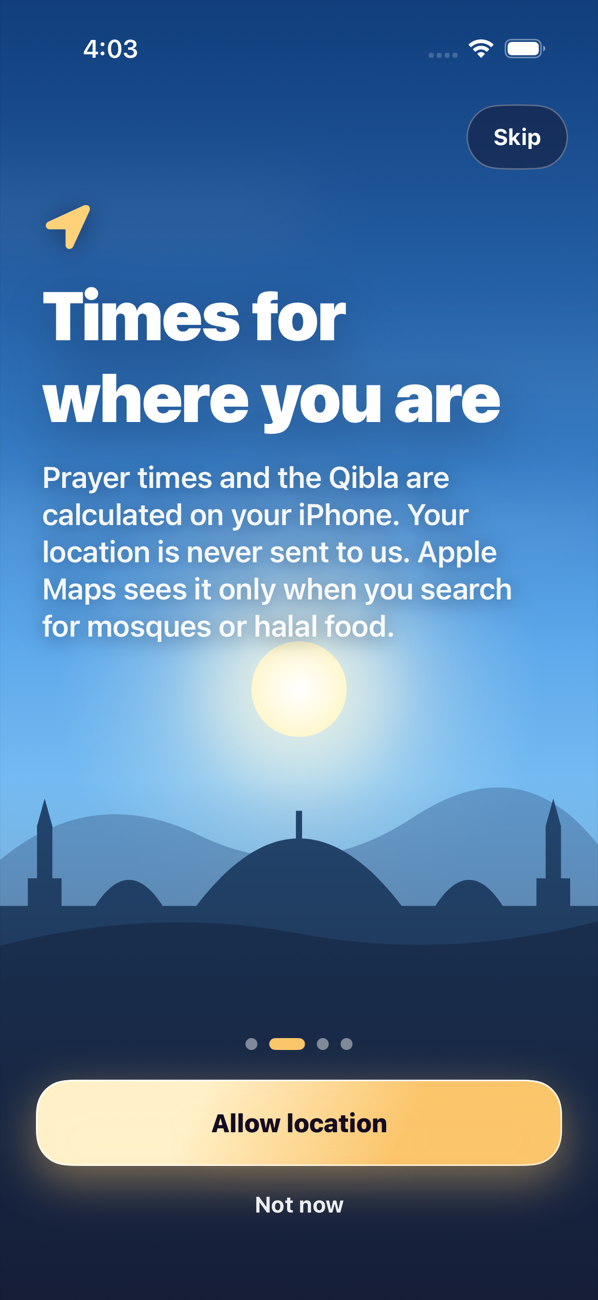 4:03
Skip
Times for
where you are
Prayer times and the Qibla are
calculated on your iPhone. Your
location is never sent to us. Apple
Maps sees it only when you search
for mosques or halal food.
Allow location
Not now